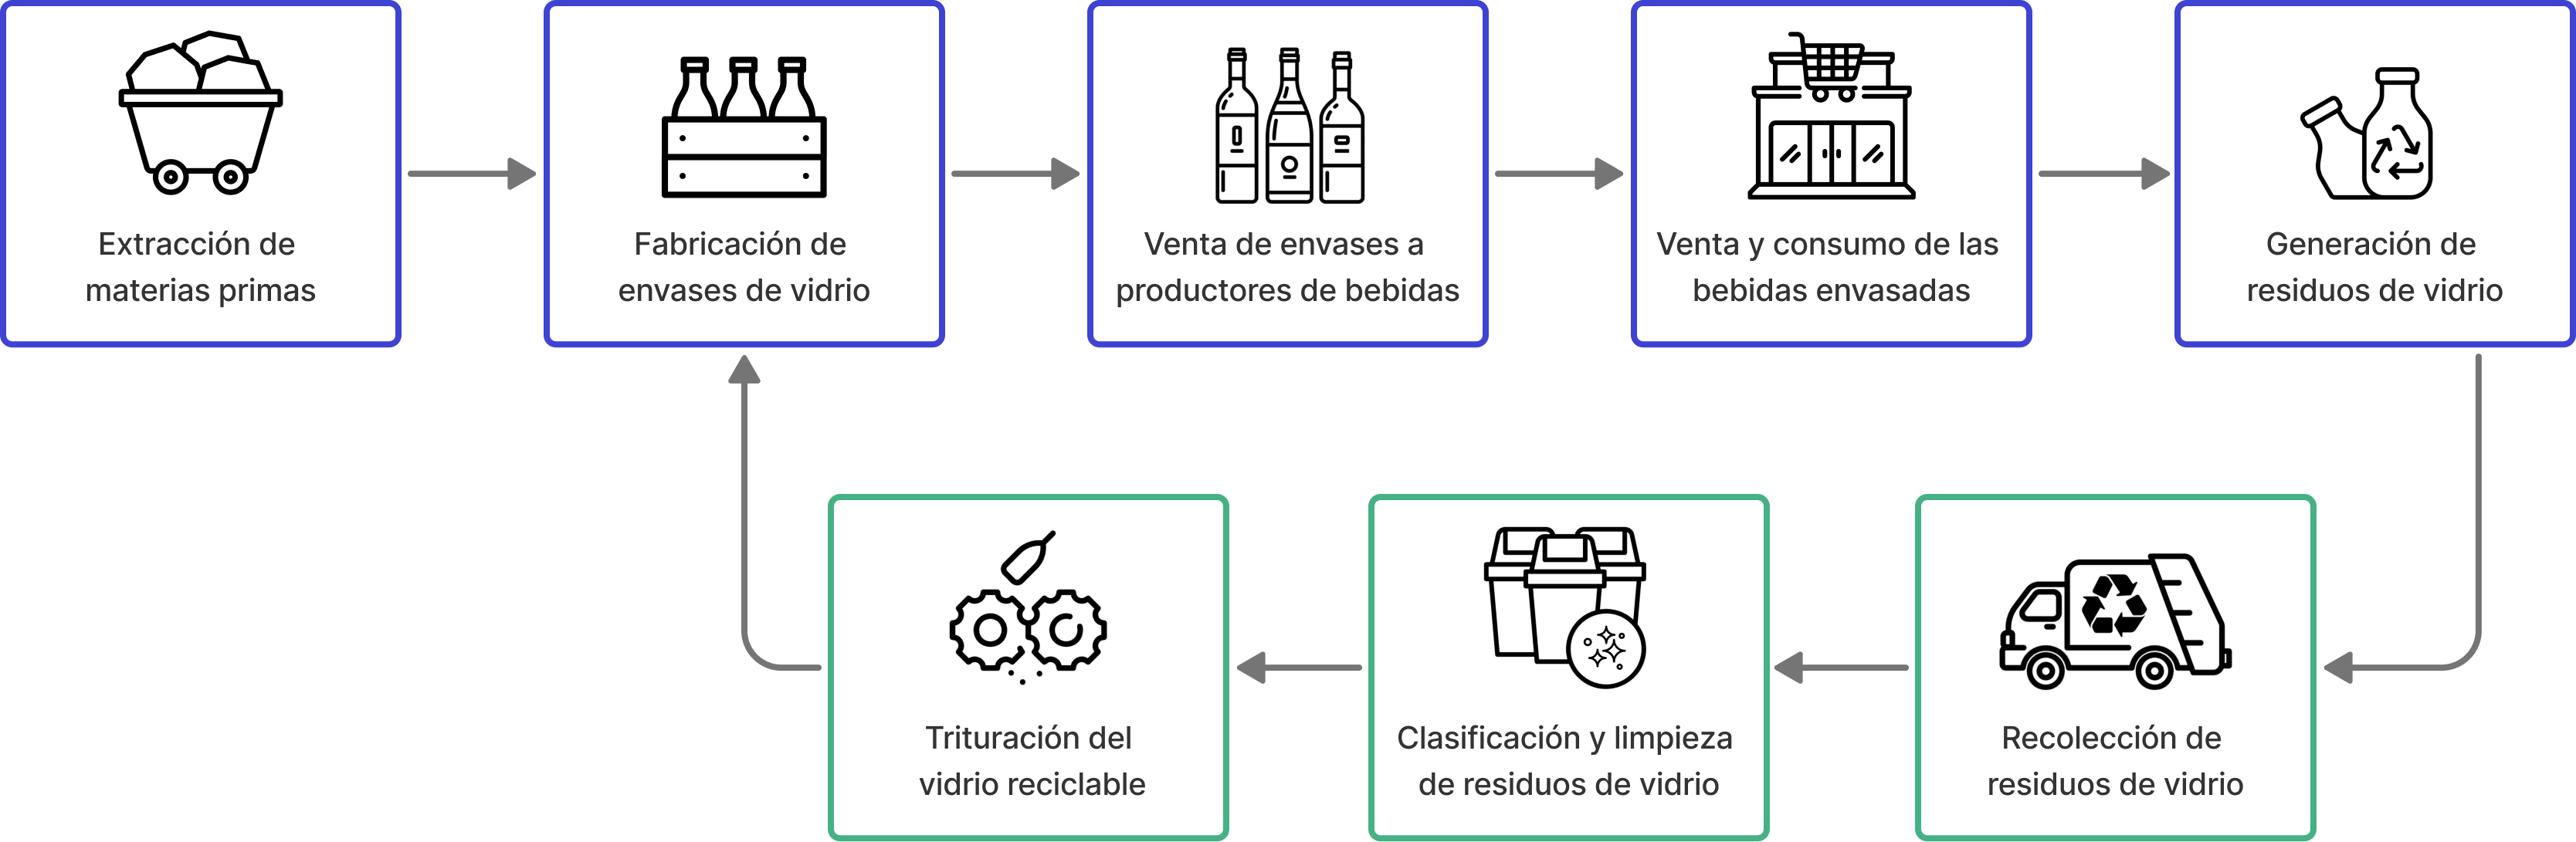 Extracción de
materias primas
Fabricación de
envases de vidrio
Venta de envases a
productores de bebidas
Venta y consumo de las
bebidas envasadas
Generación de
residuos de vidrio
Recolección de
residuos de vidrio
Clasificación y limpieza
de residuos de vidrio
Trituración del
vidrio reciclable